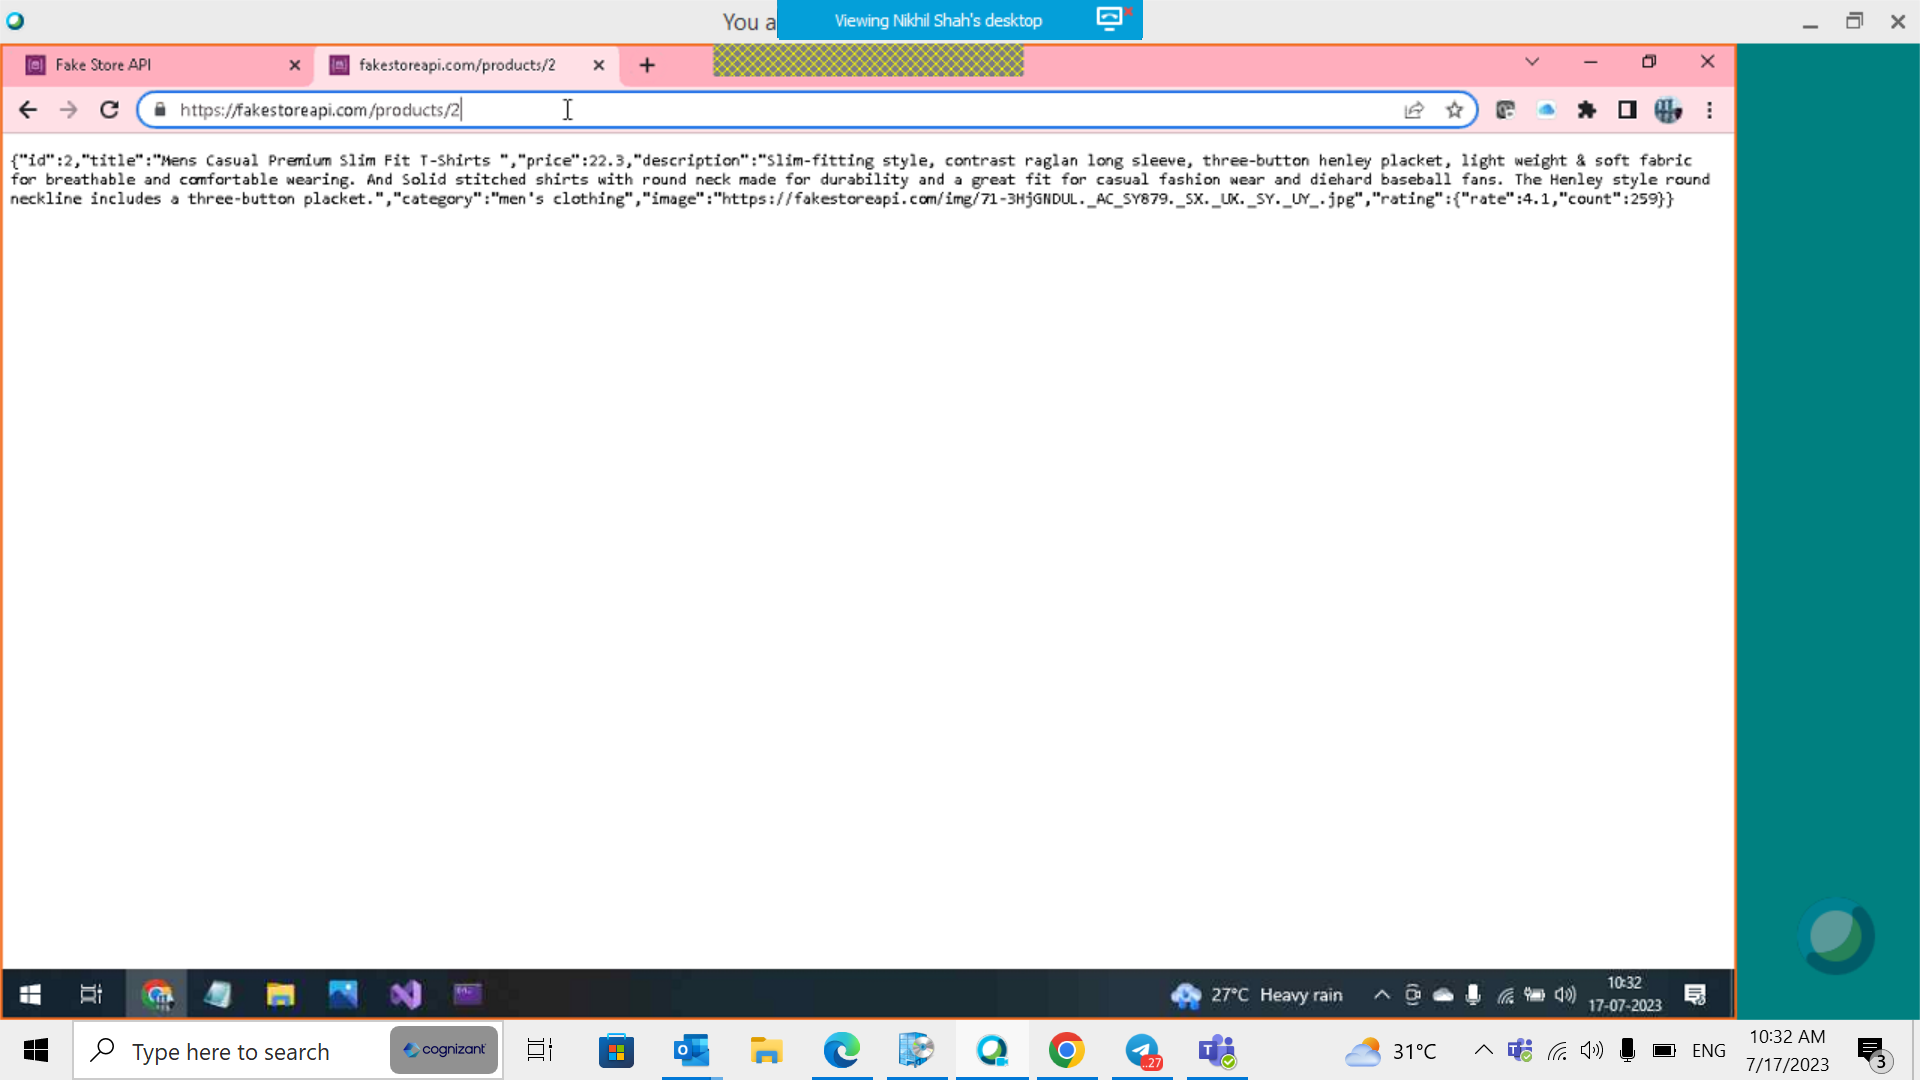 You a
Viewing Nikhil Shah's desktop
Fake Store API
fakestoreapi.com/products/2
https://fakestoreapi.com/products/2
{"id":2,"title":"Mens Casual Premium Slim Fit T-Shirts ","price":22.3,"description":"Slim-fitting style, contrast raglan long sleeve, three-button henley placket, light weight & soft fabric
for breathable and comfortable wearing. And Solid stitched shirts with round neck made for durability and a great fit for casual fashion wear and diehard baseball fans. The Henley style round
neckline includes a three-button placket.","category":"men's clothing","image":"https://fakestoreapi.com/img/71-3HjGNDUL._AC_SY879._SX._UX._SY._UY_.jpg","rating":{"rate":4.1,"count":259}}
27°C Heavy rain
10:32
17-07-2023
Type here to search
cognizant
..27
31°C
ENG
10:32 AM
7/17/2023
3